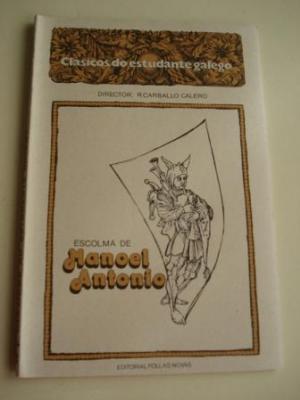 Clásicos do estudante galego
DIRECTOR: R.CARBALLO CALERO
ESCOLMA DE
Manoel
Antonio
EDITORIAL FOLLAS NOVAS